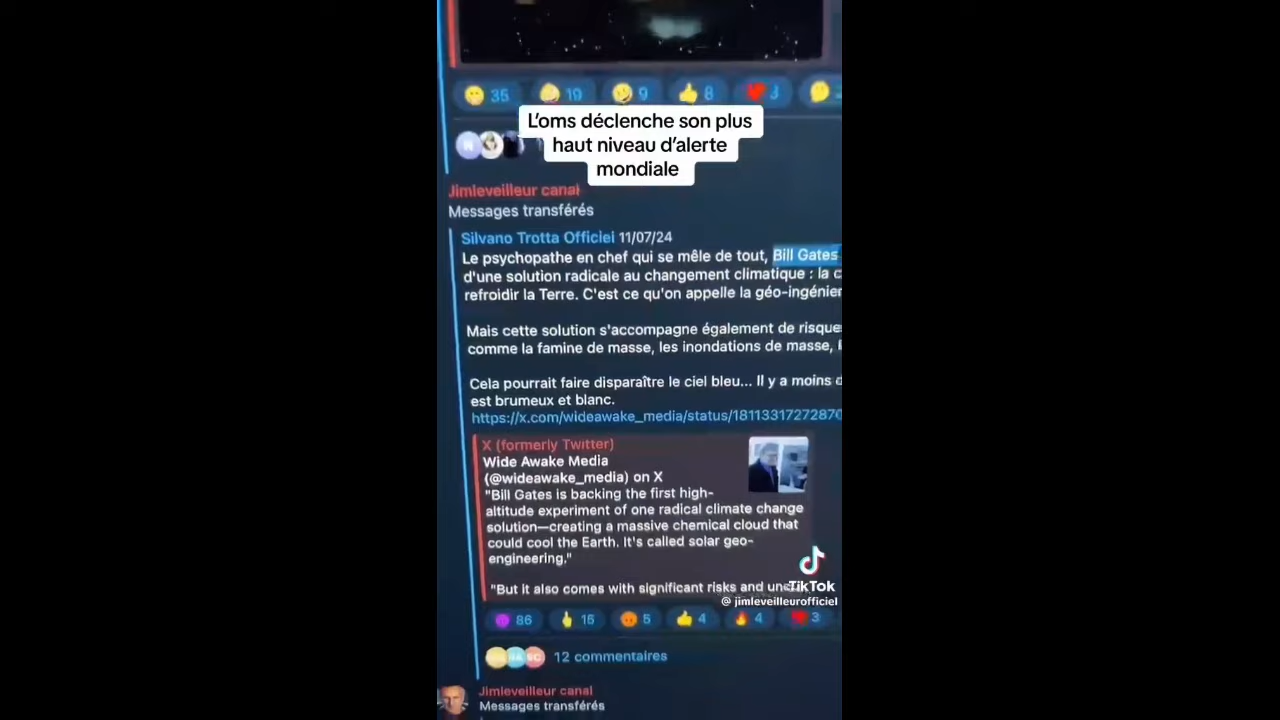 35 19 9 8 3
L'oms déclenche son plus
haut niveau d'alerte
mondiale
Jimleveilleur canal
Messages transférés
Silvano Trotta Officiel 11/07/24
Le psychopathe en chef qui se mêle de tout, Bill Gates
d'une solution radicale au changement climatique : la c
refroidir la Terre. C'est ce qu'on appelle la géo-ingénier
Mais cette solution s'accompagne également de risque
comme la famine de masse, les inondations de masse, l
Cela pourrait faire disparaître le ciel bleu... Il y a moins d
est brumeux et blanc.
https://x.com/wideawake_media/status/18113317272870
X (formerly Twitter)
Wide Awake Media
(@wideawake_media) on X
"Bill Gates is backing the first high-
altitude experiment of one radical climate change
solution—creating a massive chemical cloud that
could cool the Earth. It's called solar geo-
engineering."
"But it also comes with significant risks and
TikTok
@jimleveilleurofficiel
86 16 5 4 4 3
12 commentaires
Jimleveilleur canal
Messages transférés